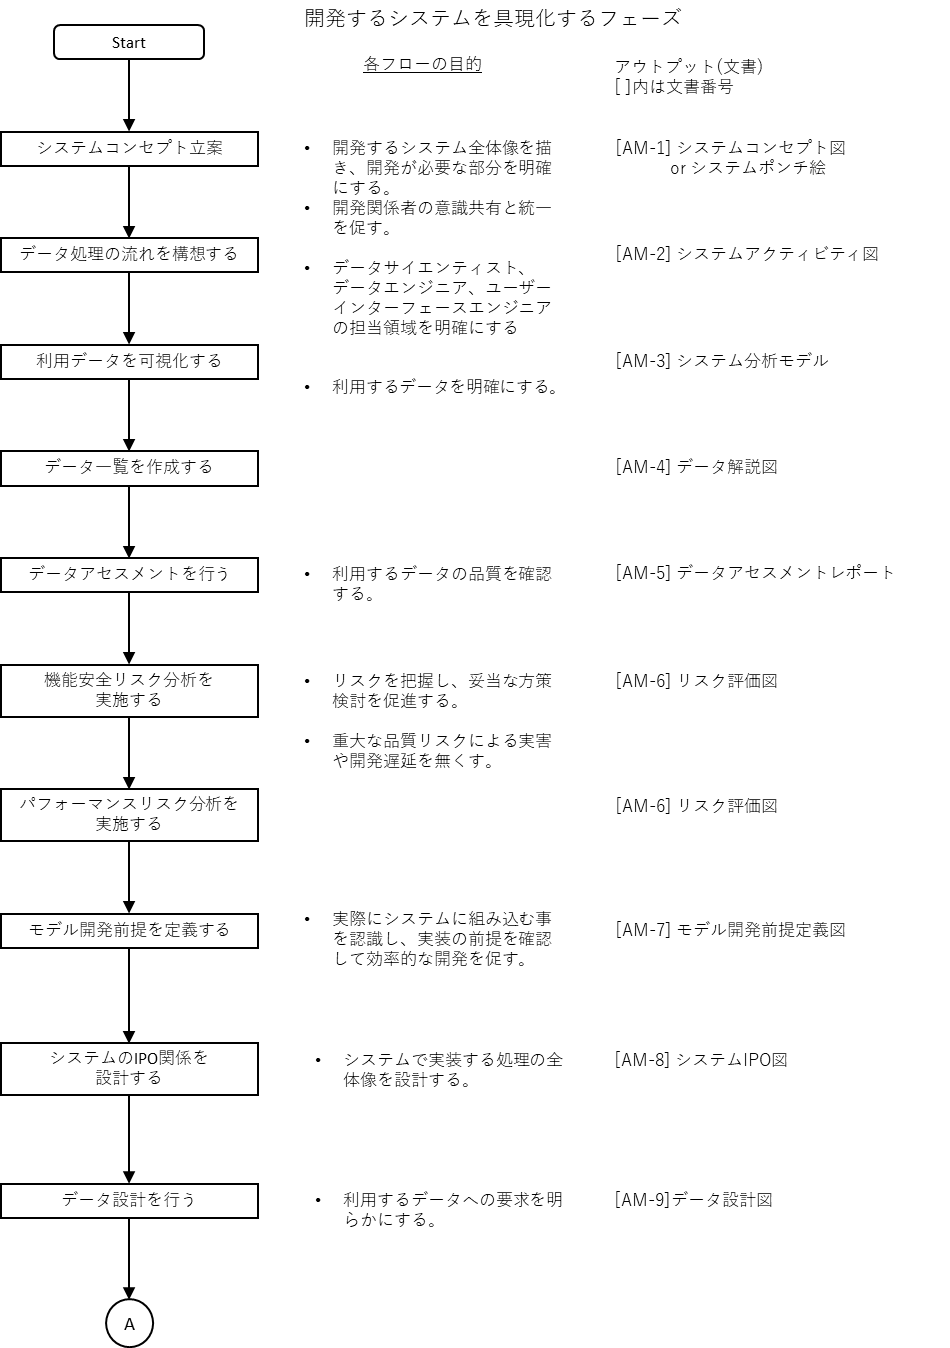 開発するシステムを具現化するフェーズ
Start
各フローの目的
アウトプット(文書)
[ ]内は文書番号
システムコンセプト立案
• 開発するシステム全体像を描
き、開発が必要な部分を明確
にする。
• 開発関係者の意識共有と統一
を促す。
[AM-1] システムコンセプト図
or システムポンチ絵
データ処理の流れを構想する
• データサイエンティスト、
データエンジニア、ユーザー
インターフェースエンジニア
の担当領域を明確にする
[AM-2] システムアクティビティ図
利用データを可視化する
• 利用するデータを明確にする。
[AM-3] システム分析モデル
データ一覧を作成する
[AM-4] データ解説図
データアセスメントを行う
• 利用するデータの品質を確認
する。
[AM-5] データアセスメントレポート
機能安全リスク分析を
実施する
• リスクを把握し、妥当な方策
検討を促進する。
• 重大な品質リスクによる実害
や開発遅延を無くす。
[AM-6] リスク評価図
パフォーマンスリスク分析を
実施する
[AM-6] リスク評価図
モデル開発前提を定義する
• 実際にシステムに組み込む事
を認識し、実装の前提を確認
して効率的な開発を促す。
[AM-7] モデル開発前提定義図
システムのIPO関係を
設計する
• システムで実装する処理の全
体像を設計する。
[AM-8] システムIPO図
データ設計を行う
• 利用するデータへの要求を明
らかにする。
[AM-9]データ設計図
A